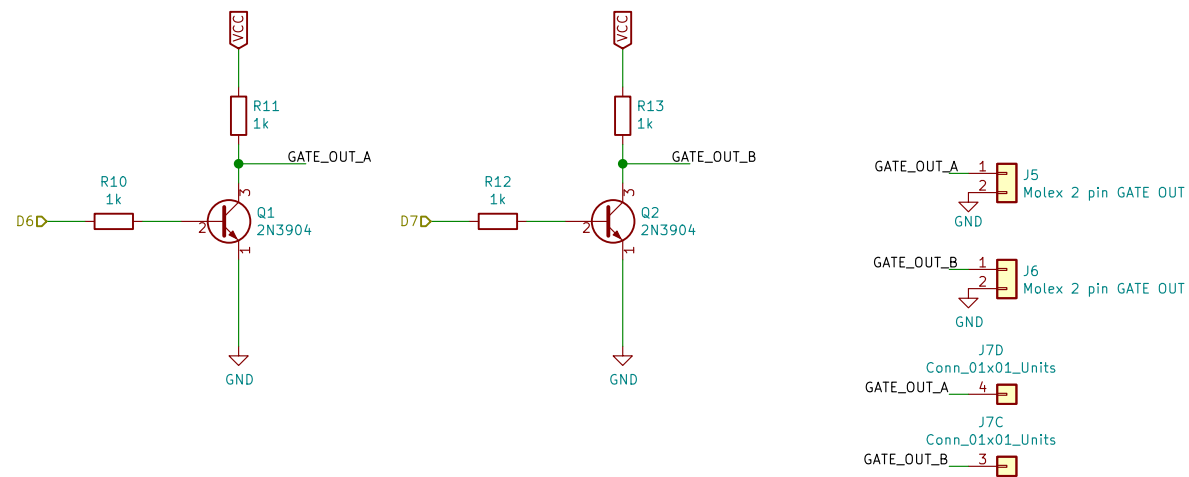 VCC
R11
1k
GATE_OUT_A
R10
1k
D6
3
2
1
Q1
2N3904
GND
VCC
R13
1k
GATE_OUT_B
R12
1k
D7
3
2
1
Q2
2N3904
GND
GATE_OUT_A
1
2
J5
Molex 2 pin GATE OUT
GND
GATE_OUT_B
1
2
J6
Molex 2 pin GATE OUT
GND
J7D
Conn_01x01_Units
GATE_OUT_A
4
J7C
Conn_01x01_Units
GATE_OUT_B
3